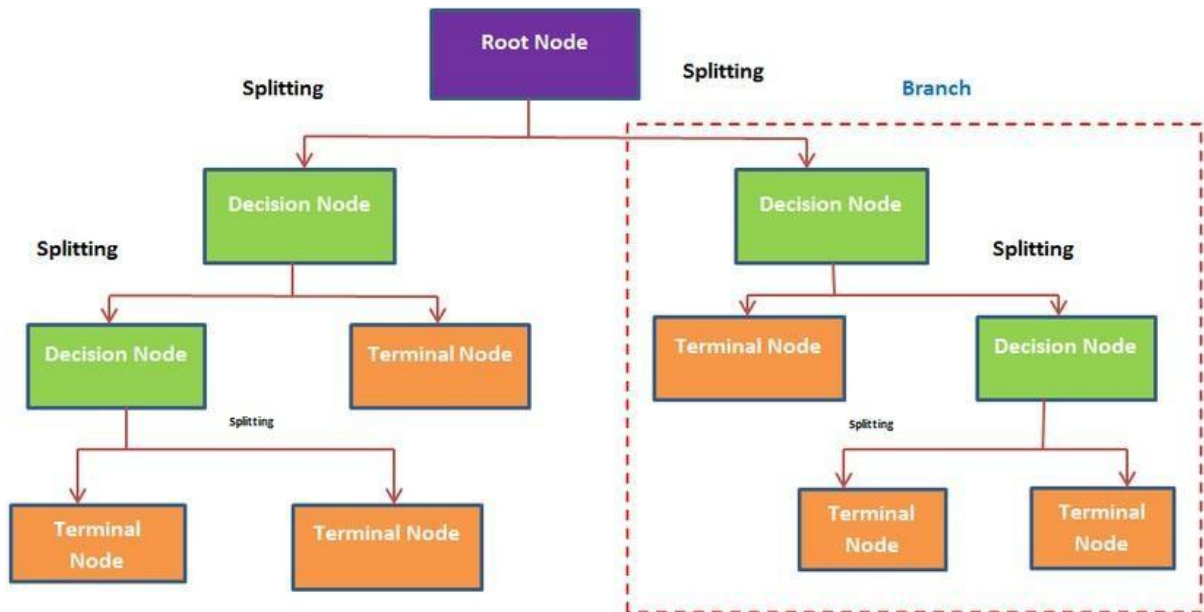 Root Node
Splitting
Splitting
Branch
Decision Node
Decision Node
Splitting
Splitting
Decision Node
Terminal Node
Terminal Node
Decision Node
Splitting
Splitting
Terminal
Node
Terminal Node
Terminal
Node
Terminal
Node